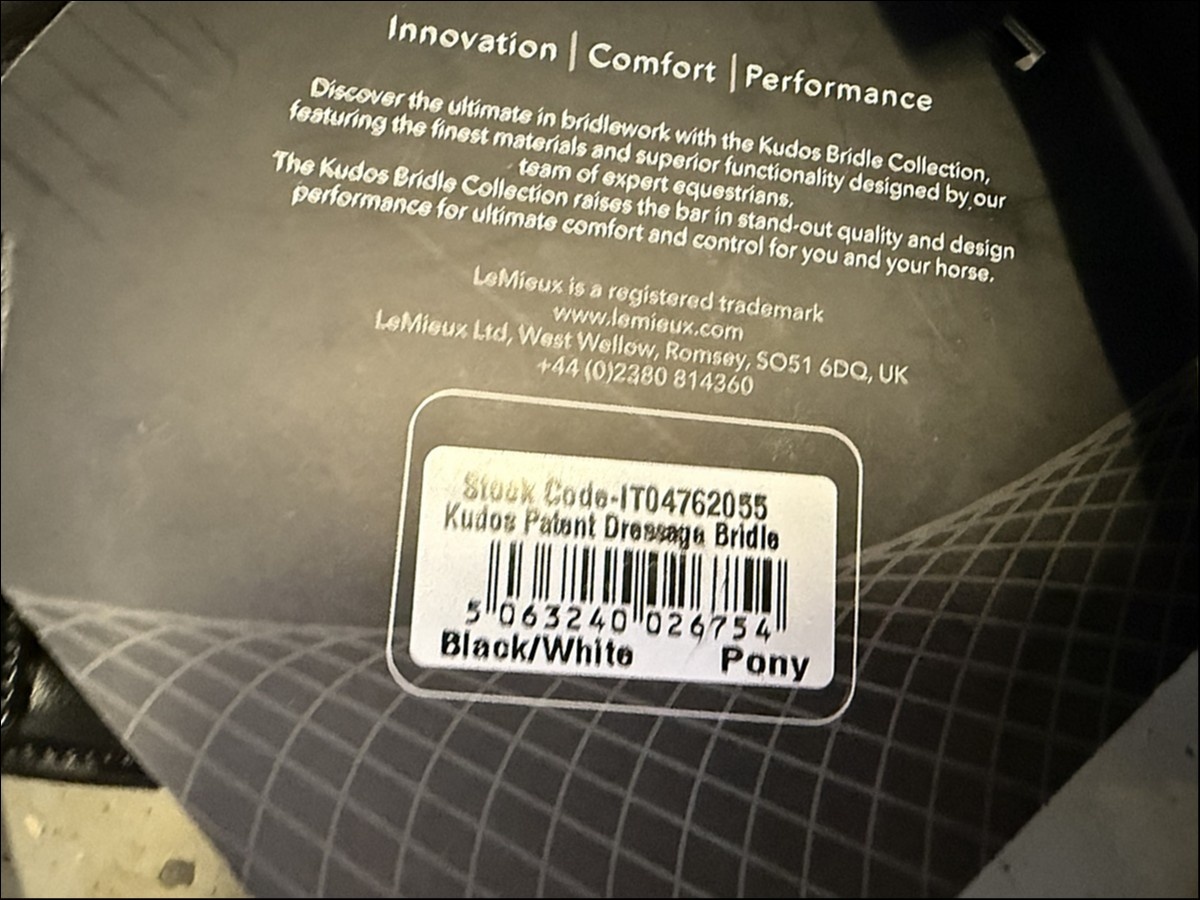 Innovation | Comfort | Performance
Discover the ultimate in bridlework with the Kudos Bridle Collection,
featuring the finest materials and superior functionality designed by our
team of expert equestrians.
The Kudos Bridle Collection raises the bar in stand-out quality and design
performance for ultimate comfort and control for you and your horse.
LeMieux is a registered trademark
www.lemieux.com
LeMieux Ltd, West Wellow, Romsey, SO51 6DQ, UK
+44 (0)2380 814360
Stock Code-IT04762055
Kudos Patent Dressage Bridle
5 063240 026754
Black/White Pony